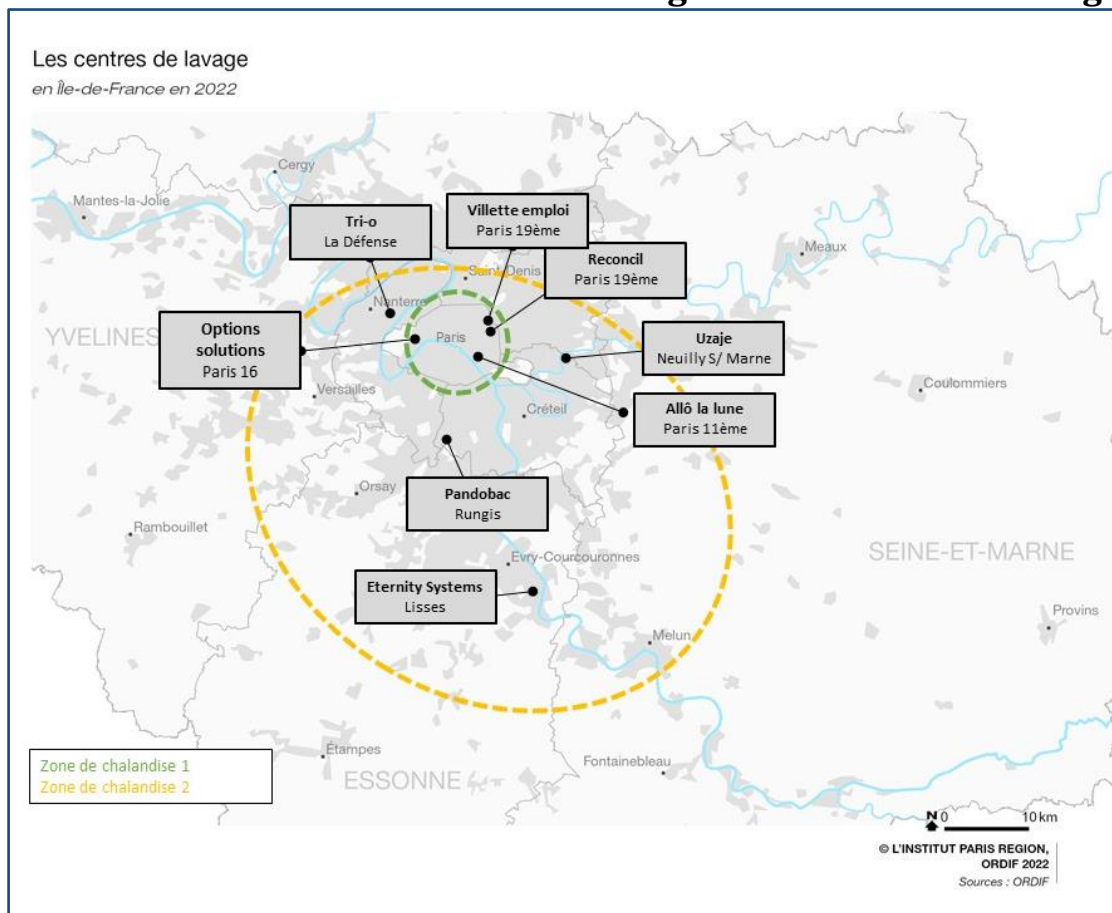 Les centres de lavage
en Île-de-France en 2022
Cergy
Mantes-la-Jolie
Tri-o
La Défense
Villette emploi
Paris 19ème
Saint-Denis
Reconcil
Paris 19ème
Meaux
Nanterre
YVELINES
Options
solutions
Paris 16
Paris
Uzaje
Neuilly S/ Marne
Versailles
Créteil
Allô la lune
Paris 11ème
Coulommiers
Orsay
Pandobac
Rungis
Rambouillet
SEINE-ET-MARNE
Evry-Courcouronnes
Eternity Systems
Lisses
Provins
Melun
Étampes
ESSONNE
Fontainebleau
Zone de chalandise 1
Zone de chalandise 2
N 0 10 km
© L'INSTITUT PARIS REGION,
ORDIF 2022
Sources : ORDIF